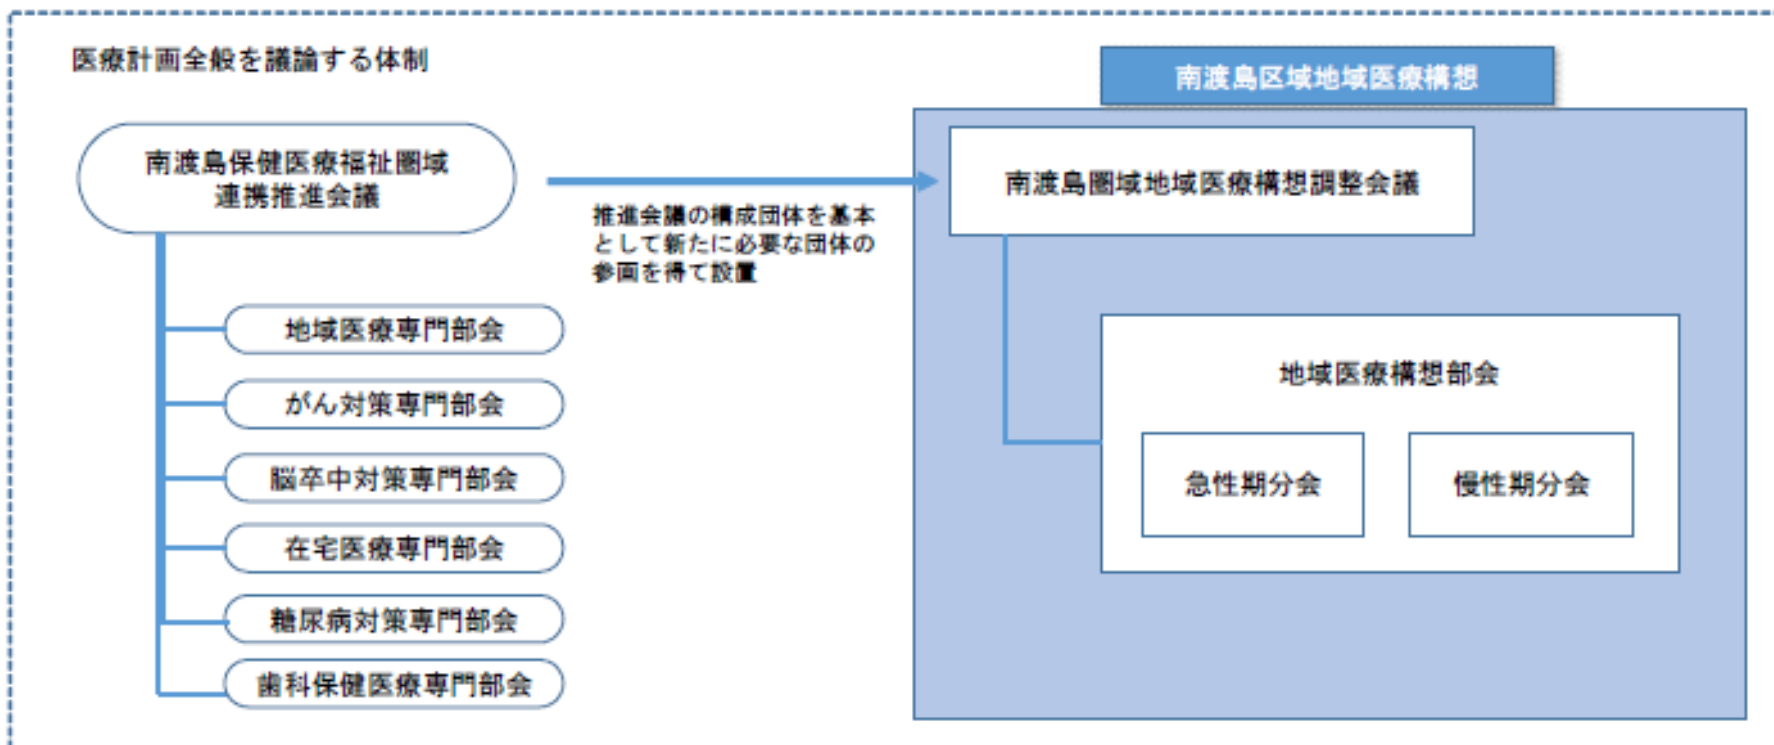 医療計画全般を議論する体制
南渡島保健医療福祉圏域
連携推進会議
地域医療専門部会
がん対策専門部会
脳卒中対策専門部会
在宅医療専門部会
糖尿病対策専門部会
歯科保健医療専門部会
推進会議の構成団体を基本
として新たに必要な団体の
参画を得て設置
南渡島区域地域医療構想
南渡島圏域地域医療構想調整会議
地域医療構想部会
急性期分会
慢性期分会